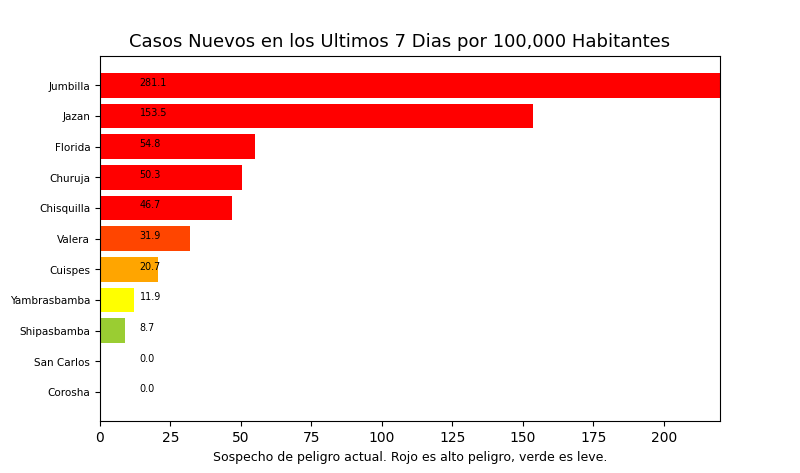 Casos Nuevos en los Ultimos 7 Dias por 100,000 Habitantes
Jumbilla 281.1
Jazan 153.5
Florida 54.8
Churuja 50.3
Chisquilla 46.7
Valera 31.9
Cuispes 20.7
Yambrasbamba 11.9
Shipasbamba 8.7
San Carlos 0.0
Corosha 0.0
0 25 50 75 100 125 150 175 200
Sospecho de peligro actual. Rojo es alto peligro, verde es leve.